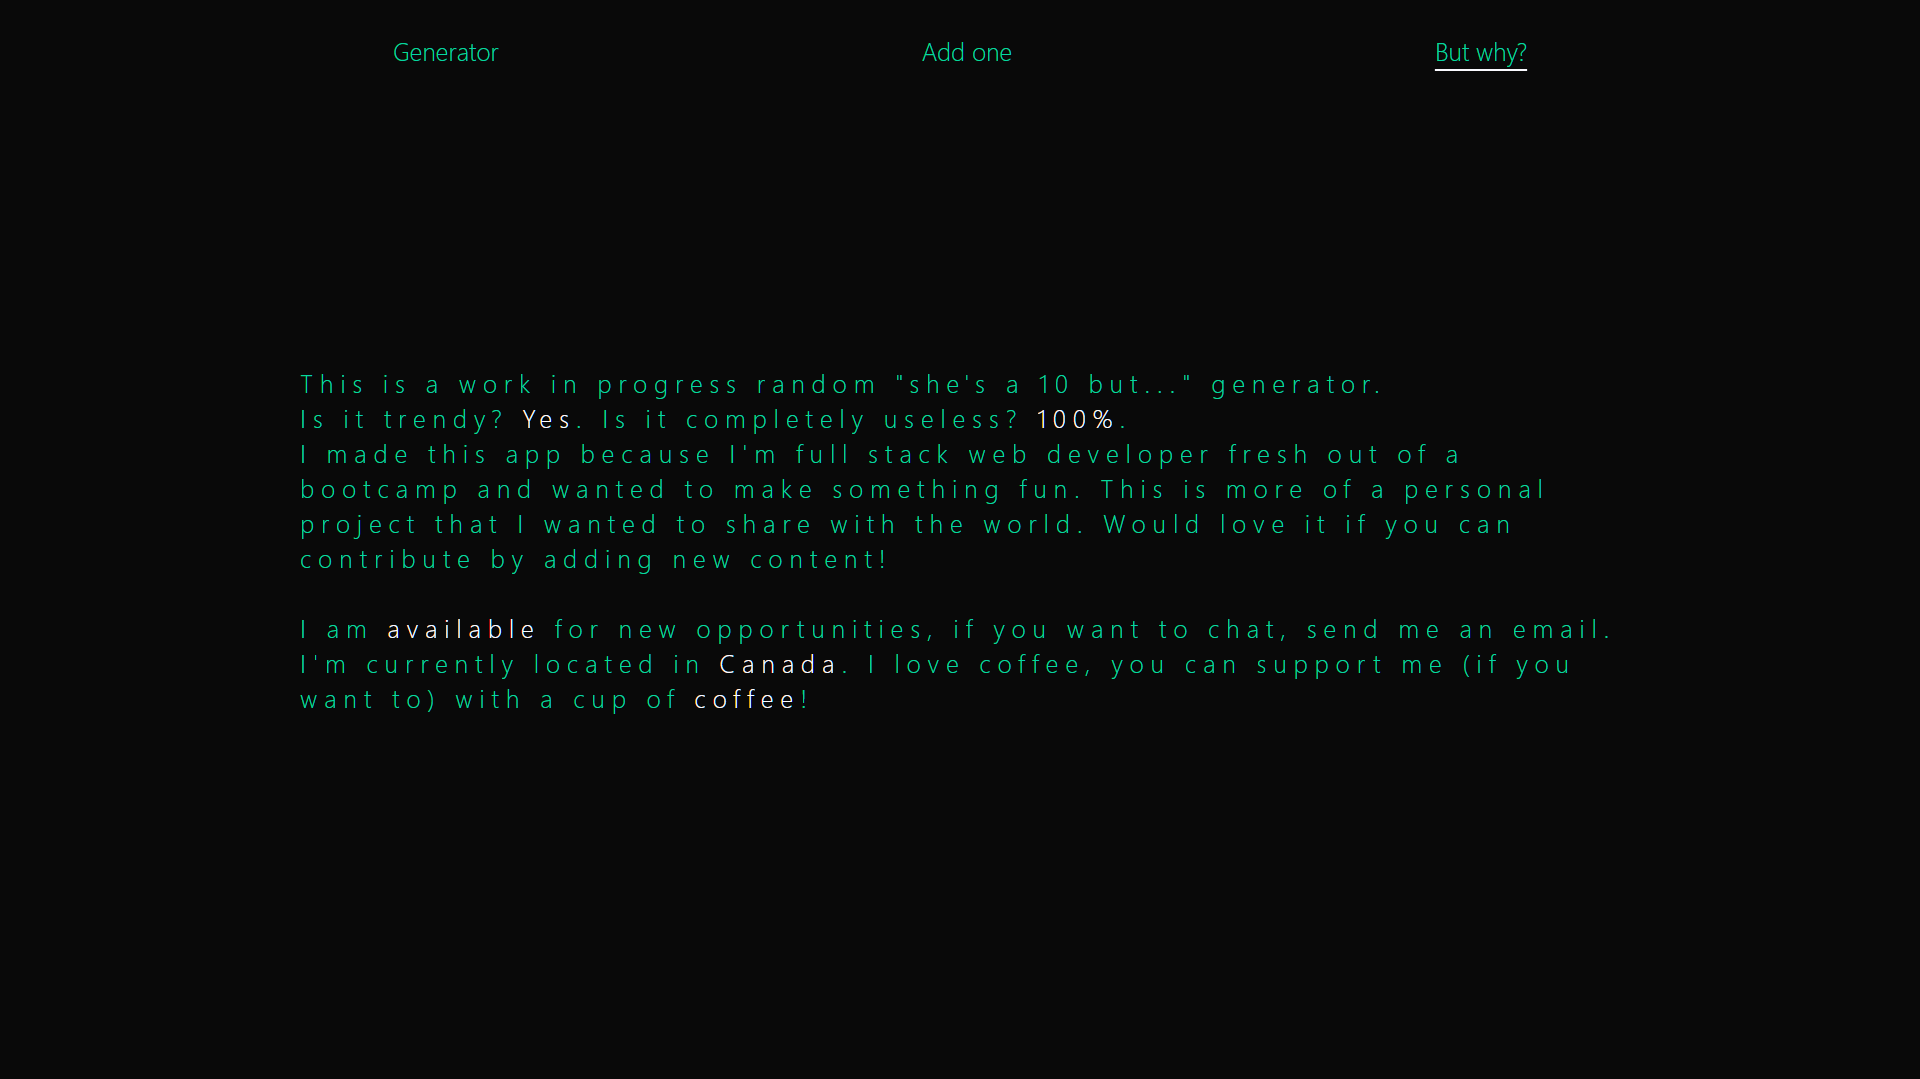 Generator
Add one
But why?
This is a work in progress random "she's a 10 but..." generator.
Is it trendy? Yes. Is it completely useless? 100%.
I made this app because I'm full stack web developer fresh out of a
bootcamp and wanted to make something fun. This is more of a personal
project that I wanted to share with the world. Would love it if you can
contribute by adding new content!
I am available for new opportunities, if you want to chat, send me an email.
I'm currently located in Canada. I love coffee, you can support me (if you
want to) with a cup of coffee!